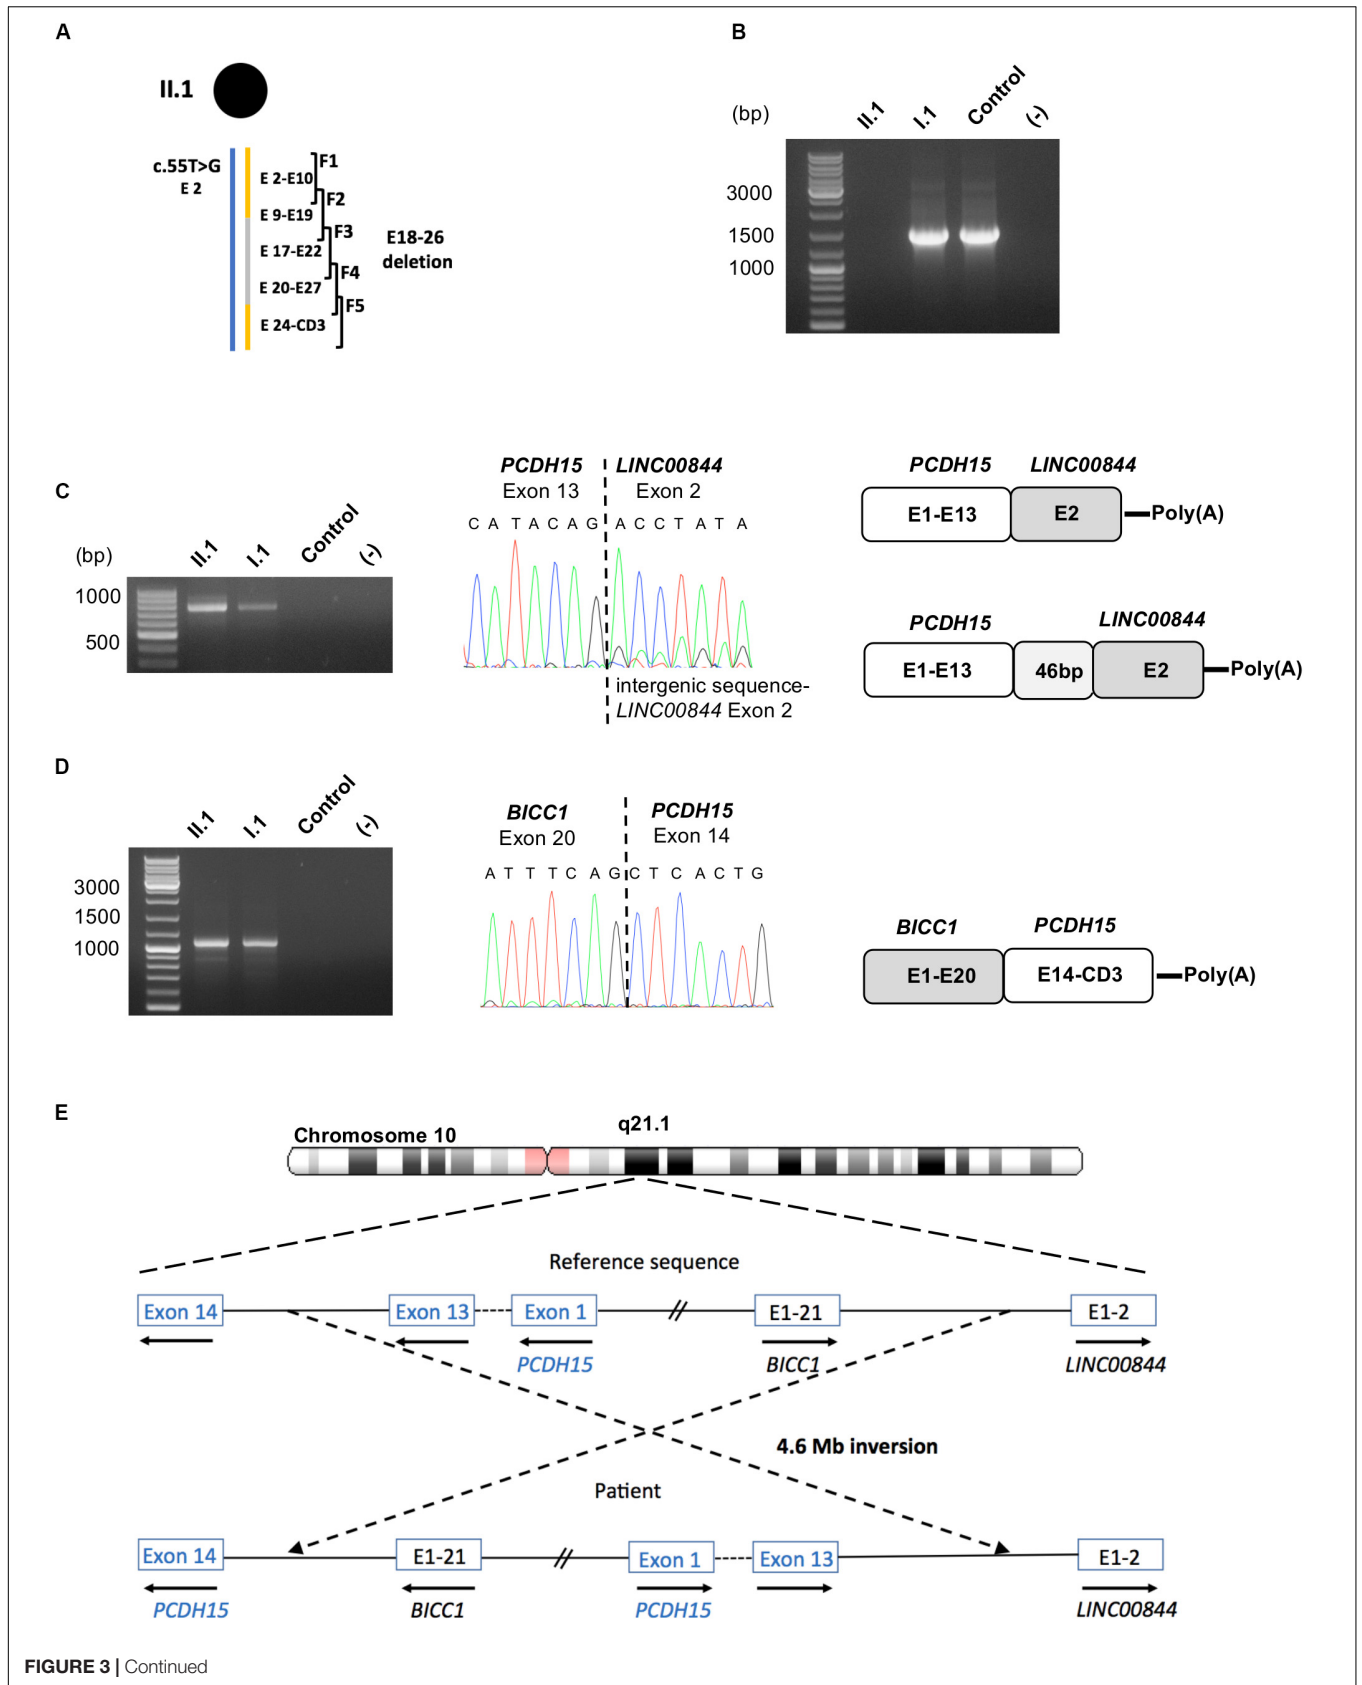 A
II.1
c.55T>G
E 2
E 2-E10
E 9-E19
E 17-E22
E 20-E27
E 24-CD3
F1
F2
F3
F4
F5
E18-26
deletion
B
(bp)
II.1
I.1
Control
(-)
3000
1500
1000
C
(bp)
II.1
I.1
Control
(-)
1000
500
PCDH15
Exon 13
LINC00844
Exon 2
C A T A C A G A C C T A T A
intergenic sequence-
LINC00844 Exon 2
PCDH15
LINC00844
E1-E13
E2
Poly(A)
PCDH15
LINC00844
E1-E13
46bp
E2
Poly(A)
D
II.1
I.1
Control
(-)
3000
1500
1000
BICC1
Exon 20
PCDH15
Exon 14
A T T T C A G C T C A C T G
BICC1
PCDH15
E1-E20
E14-CD3
Poly(A)
E
Chromosome 10
q21.1
Reference sequence
Exon 14
Exon 13
Exon 1
E1-21
E1-2
PCDH15
BICC1
LINC00844
4.6 Mb inversion
Patient
Exon 14
E1-21
Exon 1
Exon 13
E1-2
PCDH15
BICC1
PCDH15
LINC00844
FIGURE 3 | Continued